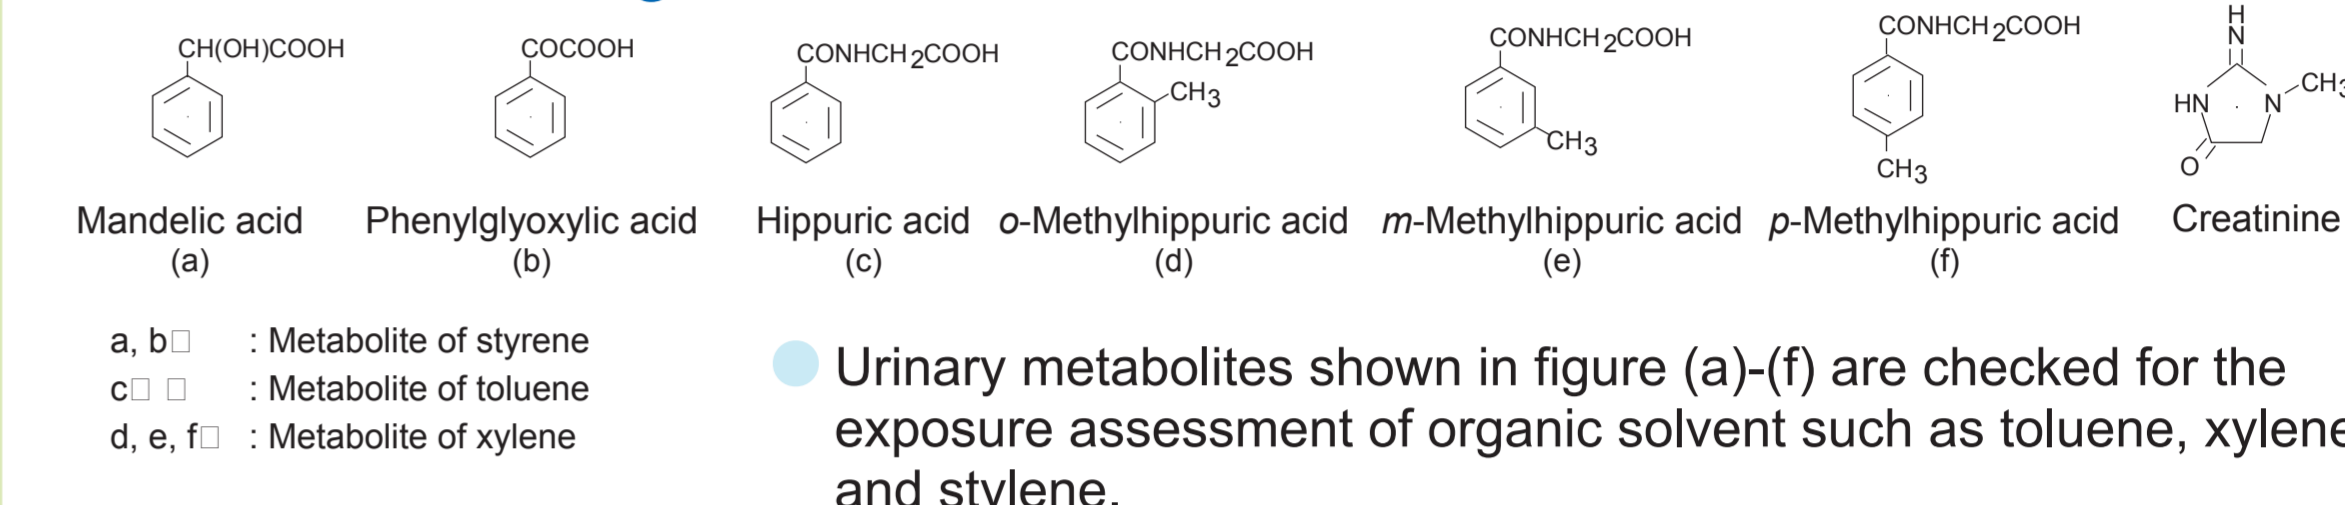 CH(OH)COOH
COCOOH
CONHCH2COOH
CONHCH2COOH
CH3
CONHCH2COOH
CH3
CONHCH2COOH
CH3
H
N
HN
N
CH3
O
Mandelic acid
(a)
Phenylglyoxylic acid
(b)
Hippuric acid
(c)
o-Methylhippuric acid
(d)
m-Methylhippuric acid
(e)
p-Methylhippuric acid
(f)
Creatinine
a, b□ : Metabolite of styrene
c□ □ : Metabolite of toluene
d, e, f□ : Metabolite of xylene
Urinary metabolites shown in figure (a)-(f) are checked for the
exposure assessment of organic solvent such as toluene, xylene
and stylene.